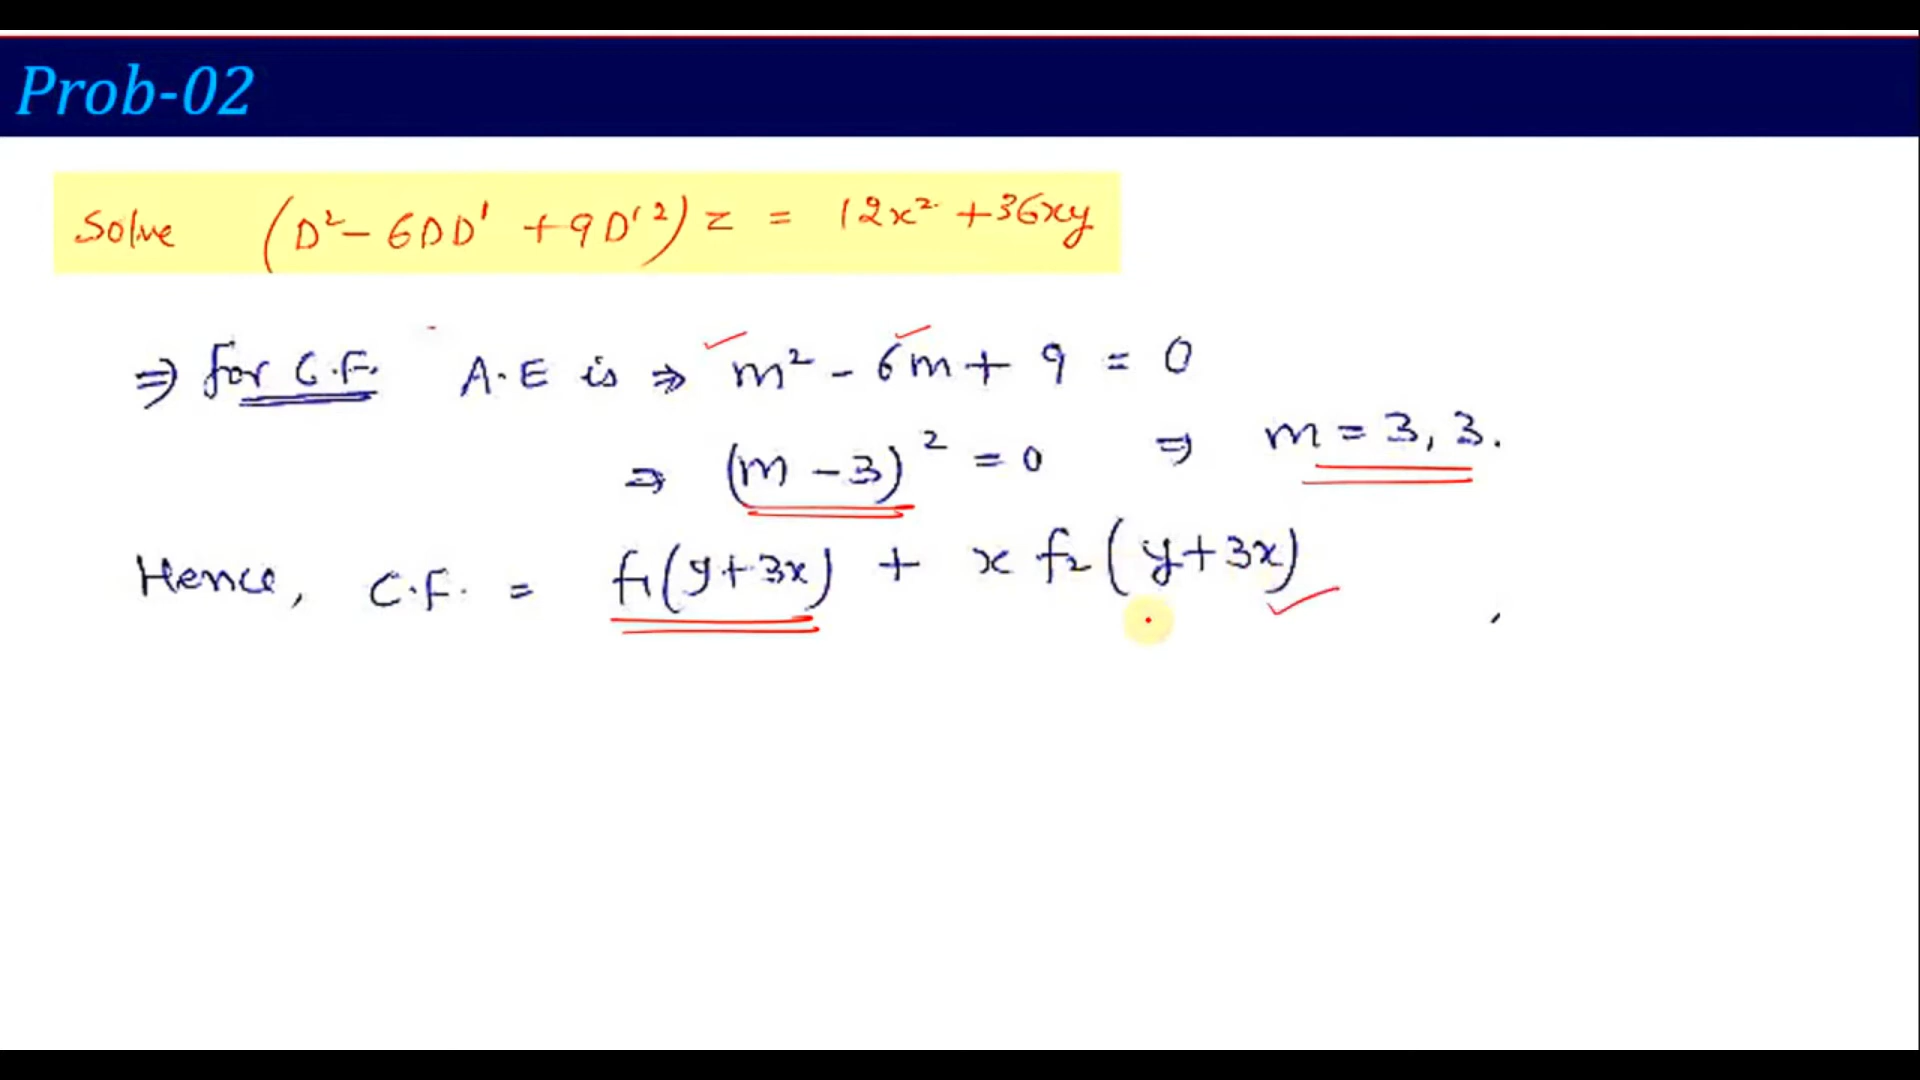 Prob-02
Solve (D² - 6DD' + 9D'²) z = 12x² + 36xy
⇒ for C.F. A.E is ⇒ m² - 6m + 9 = 0
⇒ (m - 3)² = 0 ⇒ m = 3, 3.
Hence, C.F. = f₁(y+3x) + x f₂(y+3x)